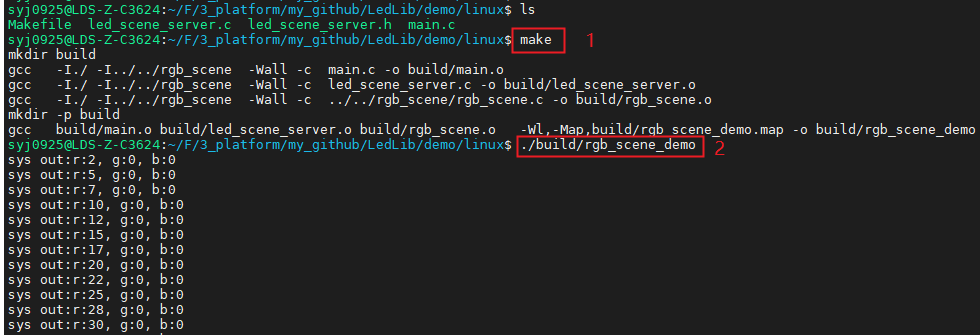 syj0925@LDS-Z-C3624:~/F/3_platform/my_github/LedLib/demo/linux$ ls
Makefile  led_scene_server.c  led_scene_server.h  main.c
syj0925@LDS-Z-C3624:~/F/3_platform/my_github/LedLib/demo/linux$ make 1
mkdir build
gcc   -I./ -I../../rgb_scene  -Wall -c  main.c -o build/main.o
gcc   -I./ -I../../rgb_scene  -Wall -c  led_scene_server.c -o build/led_scene_server.o
gcc   -I./ -I../../rgb_scene  -Wall -c  ../../rgb_scene/rgb_scene.c -o build/rgb_scene.o
mkdir -p build
gcc   build/main.o build/led_scene_server.o build/rgb_scene.o   -Wl,-Map,build/rgb_scene_demo.map -o build/rgb_scene_demo
syj0925@LDS-Z-C3624:~/F/3_platform/my_github/LedLib/demo/linux$ ./build/rgb_scene_demo 2
sys out:r:2, g:0, b:0
sys out:r:5, g:0, b:0
sys out:r:7, g:0, b:0
sys out:r:10, g:0, b:0
sys out:r:12, g:0, b:0
sys out:r:15, g:0, b:0
sys out:r:17, g:0, b:0
sys out:r:20, g:0, b:0
sys out:r:22, g:0, b:0
sys out:r:25, g:0, b:0
sys out:r:28, g:0, b:0
sys out:r:30, g:0, b:0